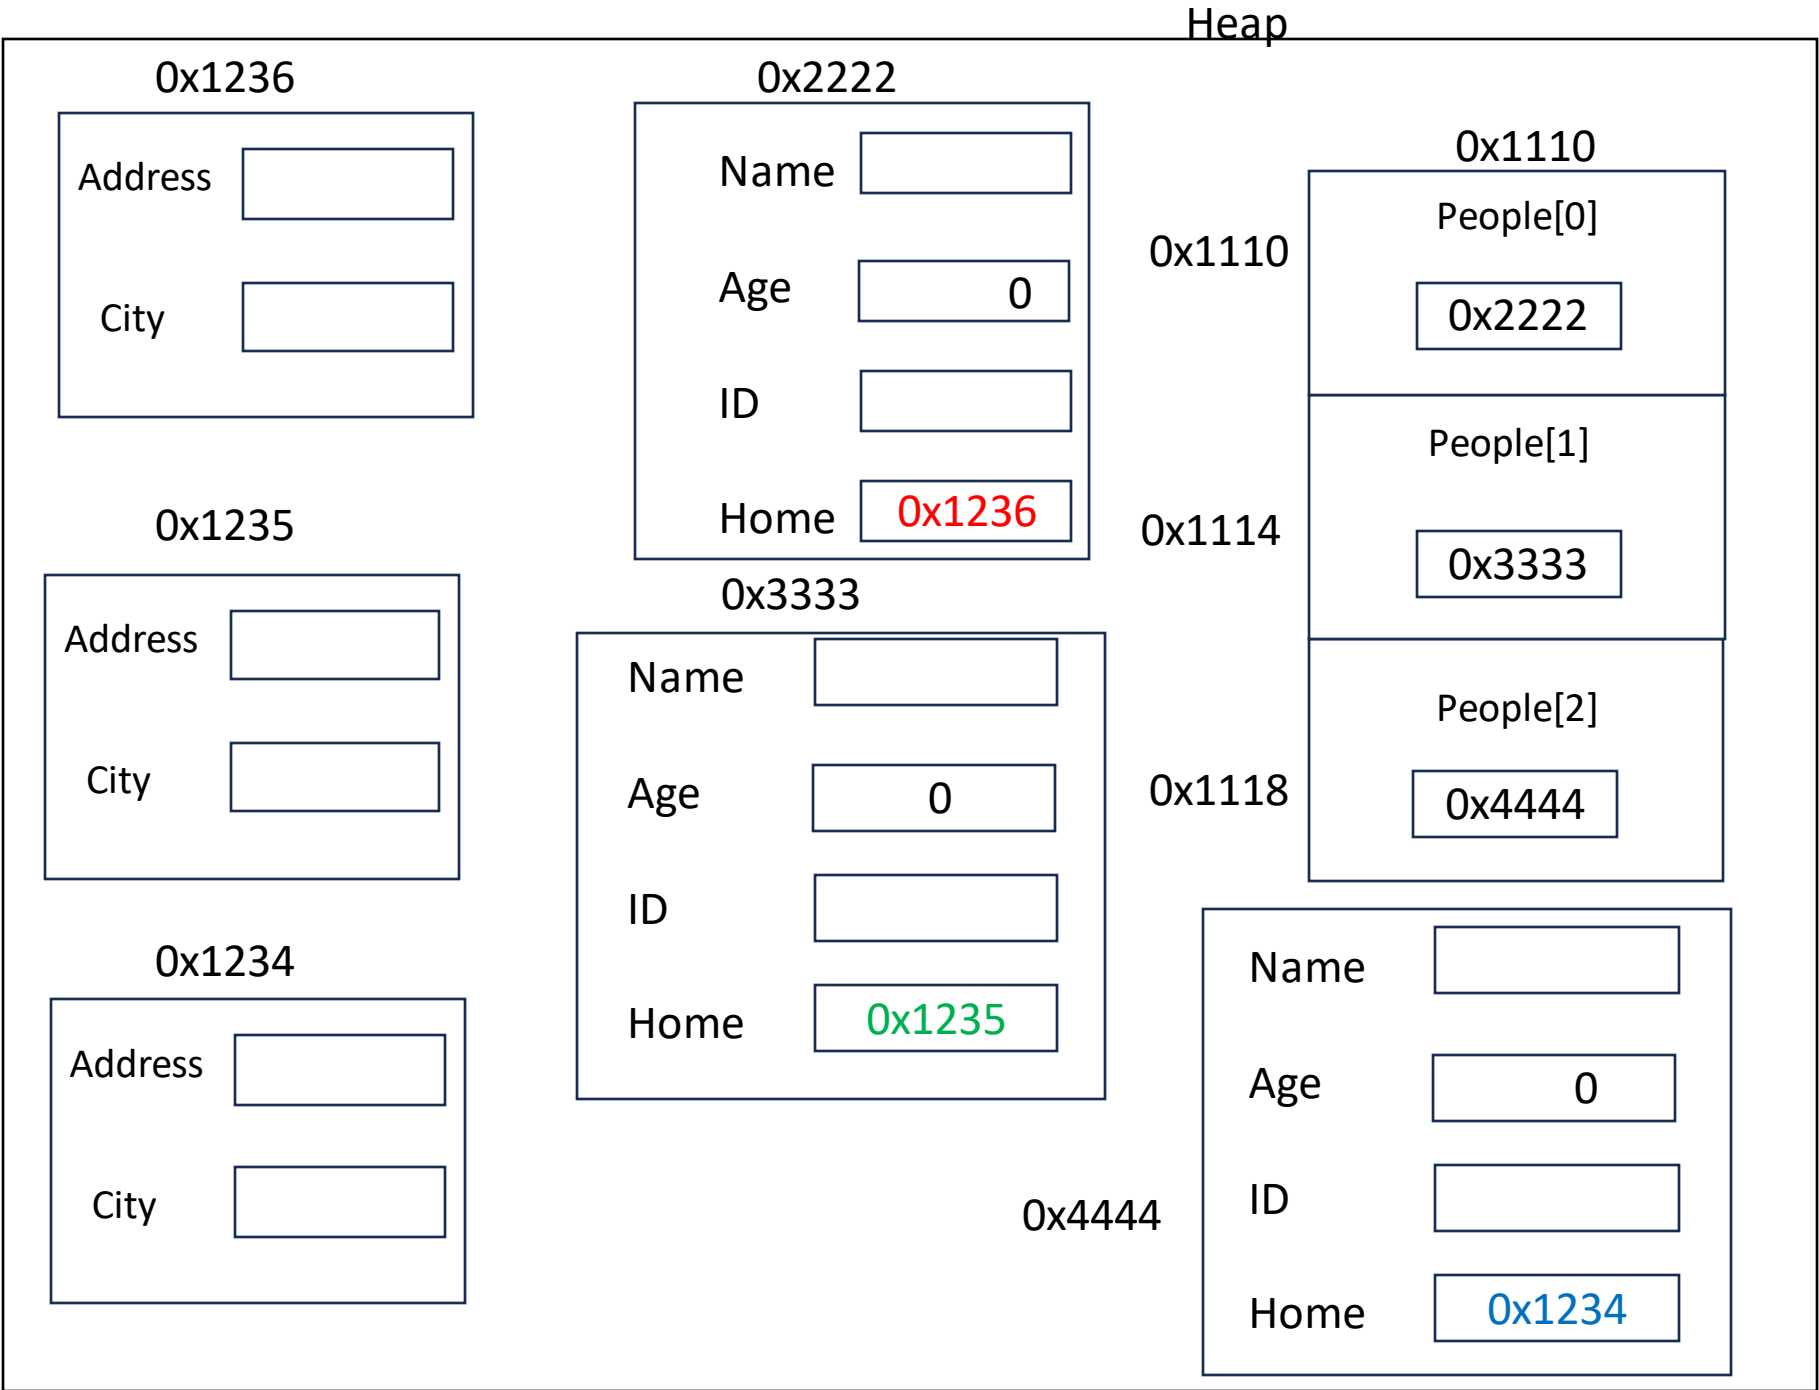 Heap
0x1236
Address
City
0x1235
Address
City
0x1234
Address
City
0x2222
Name
Age 0
ID
Home 0x1236
0x3333
Name
Age 0
ID
Home 0x1235
0x1110
0x1110 People[0]
0x2222
0x1114 People[1]
0x3333
0x1118 People[2]
0x4444
0x4444
Name
Age 0
ID
Home 0x1234